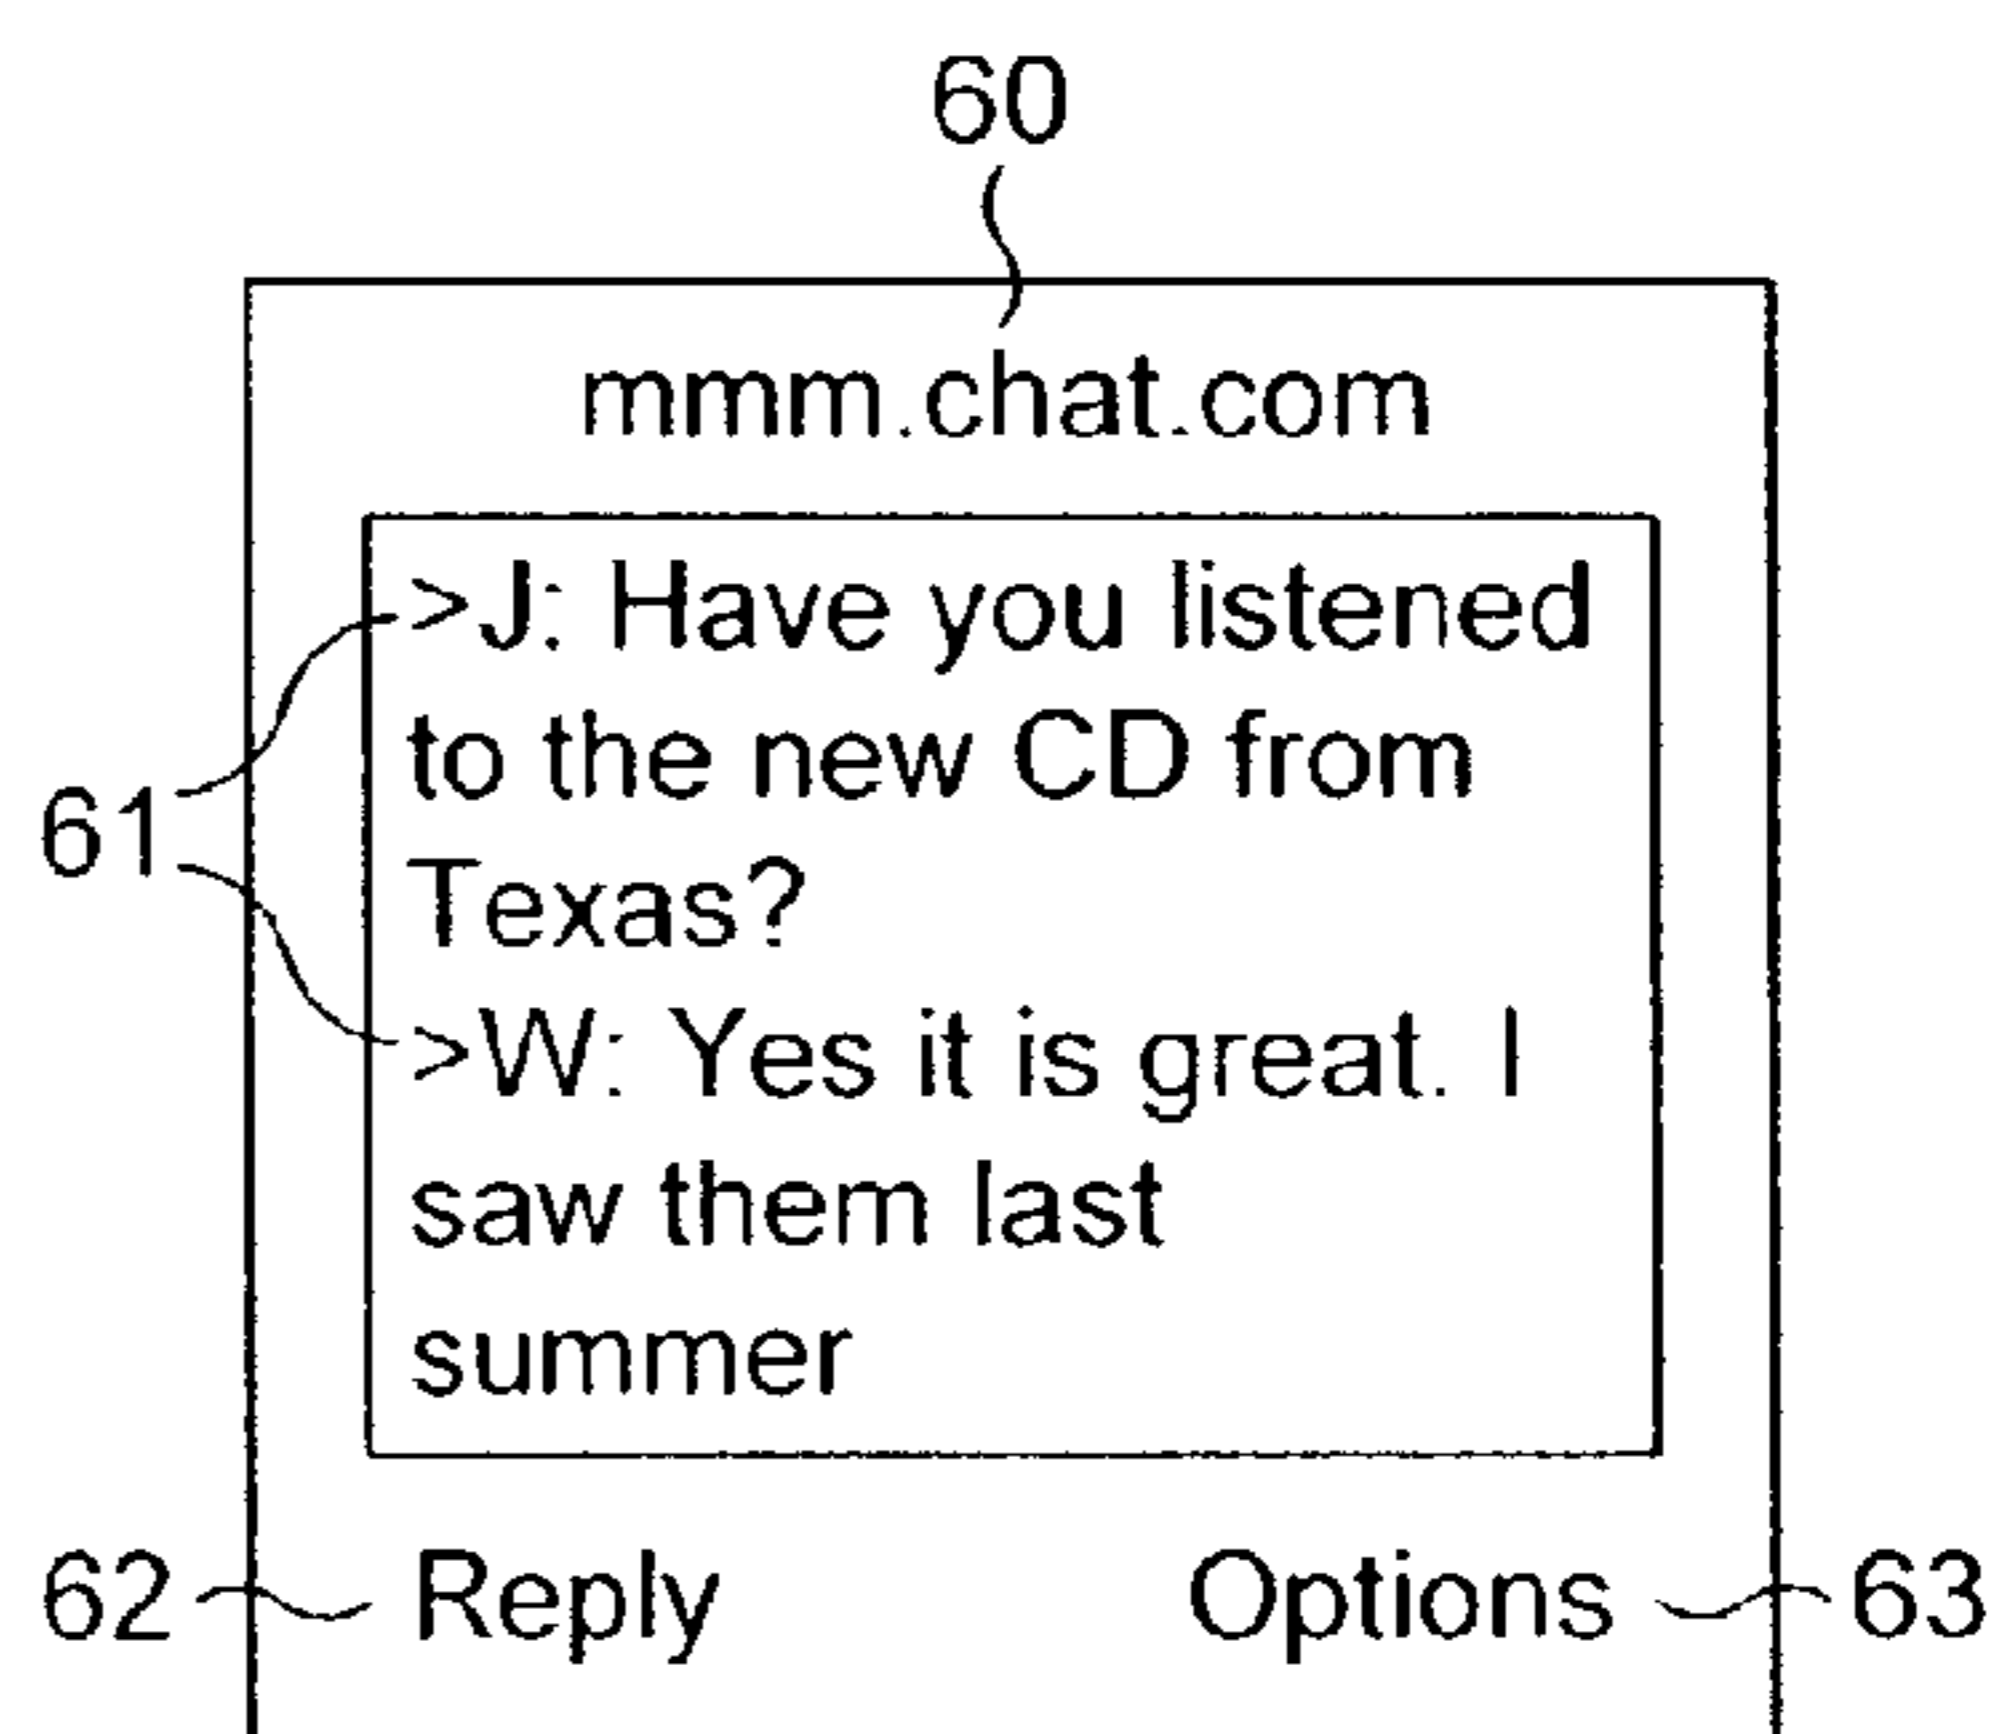 60
mmm.chat.com
>J: Have you listened
to the new CD from
Texas?
61
>W: Yes it is great. I
saw them last
summer
62 Reply Options 63